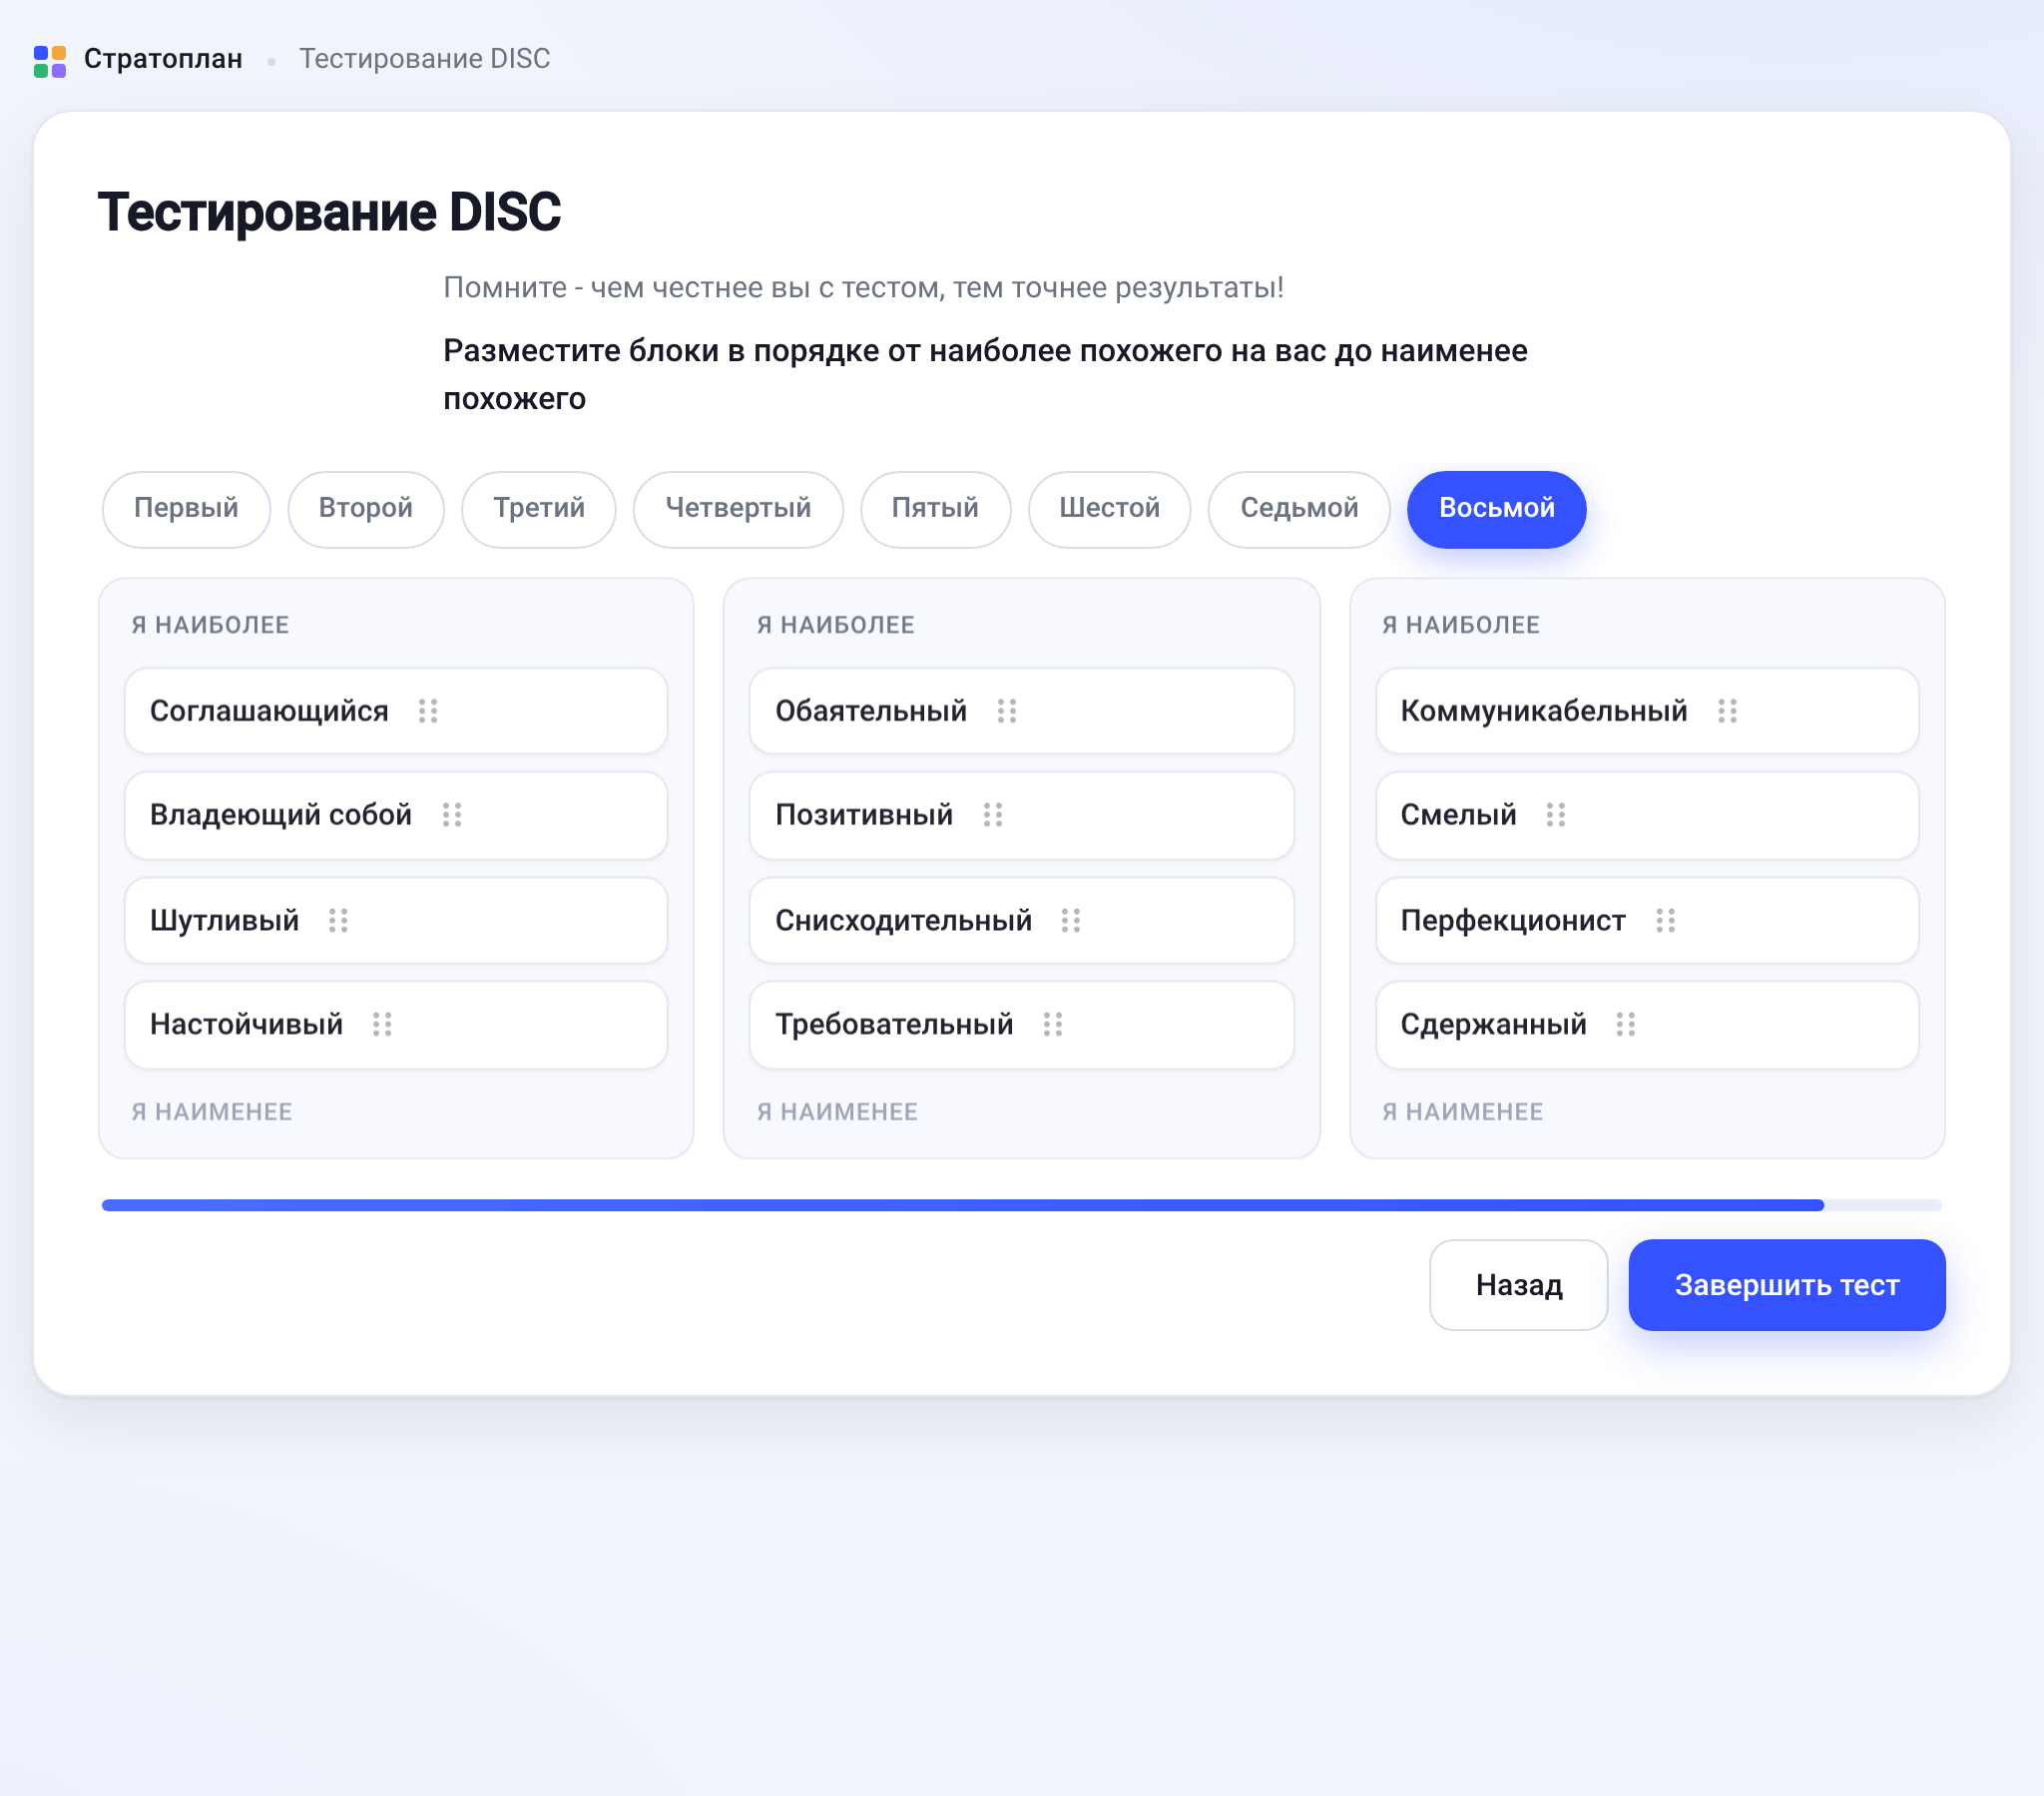 Стратоплан • Тестирование DISC
Тестирование DISC
Помните - чем честнее вы с тестом, тем точнее результаты!
Разместите блоки в порядке от наиболее похожего на вас до наименее
похожего
Первый Второй Третий Четвертый Пятый Шестой Седьмой Восьмой
Я НАИБОЛЕЕ
Соглашающийся
Владеющий собой
Шутливый
Настойчивый
Я НАИМЕНЕЕ
Я НАИБОЛЕЕ
Обаятельный
Позитивный
Снисходительный
Требовательный
Я НАИМЕНЕЕ
Я НАИБОЛЕЕ
Коммуникабельный
Смелый
Перфекционист
Сдержанный
Я НАИМЕНЕЕ
Назад
Завершить тест